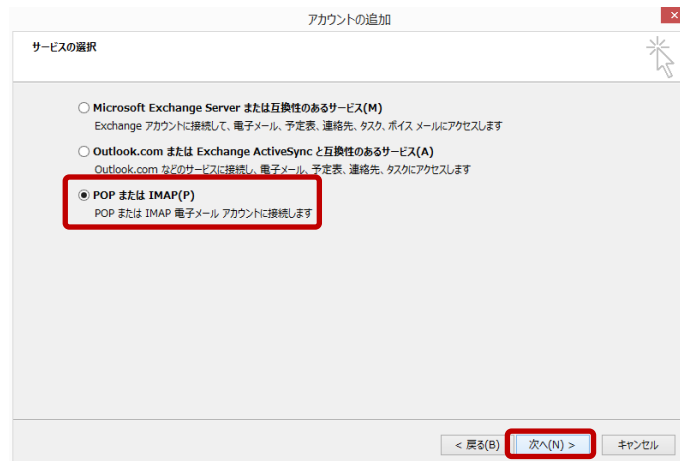 アカウントの追加
サービスの選択
Microsoft Exchange Server または互換性のあるサービス(M)
Exchange アカウントに接続して、電子メール、予定表、連絡先、タスク、ボイス メールにアクセスします
Outlook.com または Exchange ActiveSync と互換性のあるサービス(A)
Outlook.com などのサービスに接続し、電子メール、予定表、連絡先、タスクにアクセスします
POP または IMAP(P)
POP または IMAP 電子メール アカウントに接続します
< 戻る(B) 次へ(N) > キャンセル